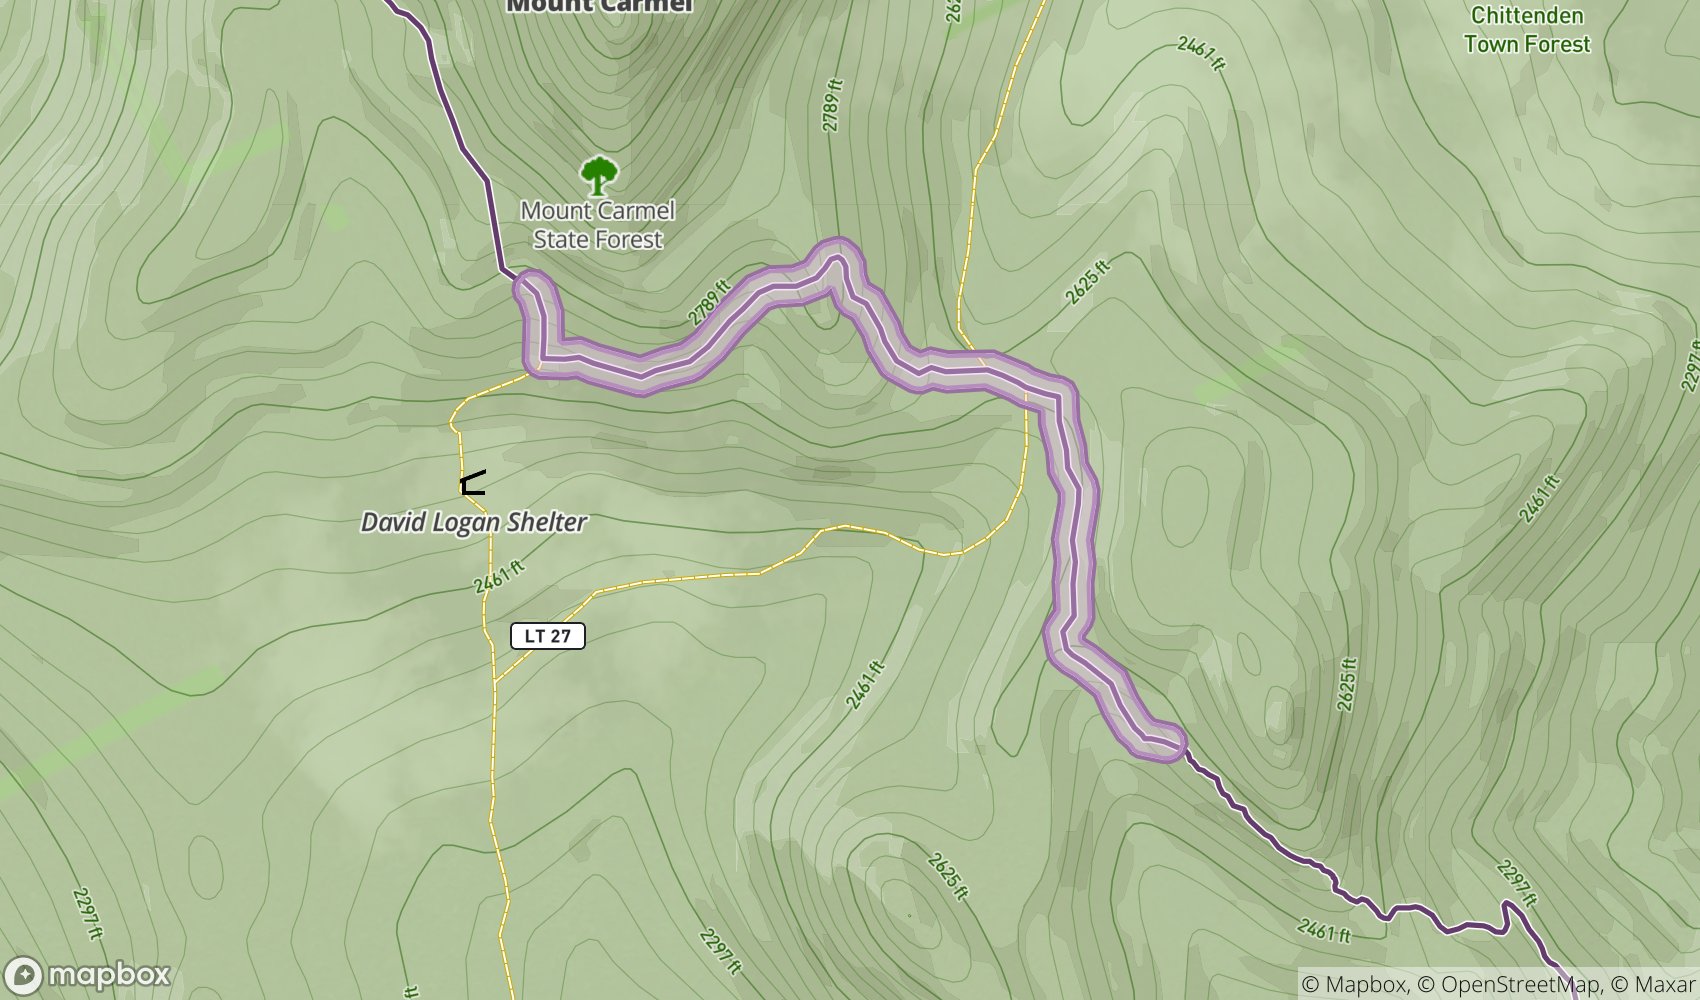 Mount Carmel
Chittenden
Town Forest
2461 ft
2789 ft
Mount Carmel
State Forest
2625 ft
2789 ft
2297 ft
2461 ft
David Logan Shelter
2461 ft
LT 27
2461 ft
2625 ft
2625 ft
2297 ft
2297 ft
2461 ft
2297 ft
ft
mapbox
© Mapbox, © OpenStreetMap, © Maxar